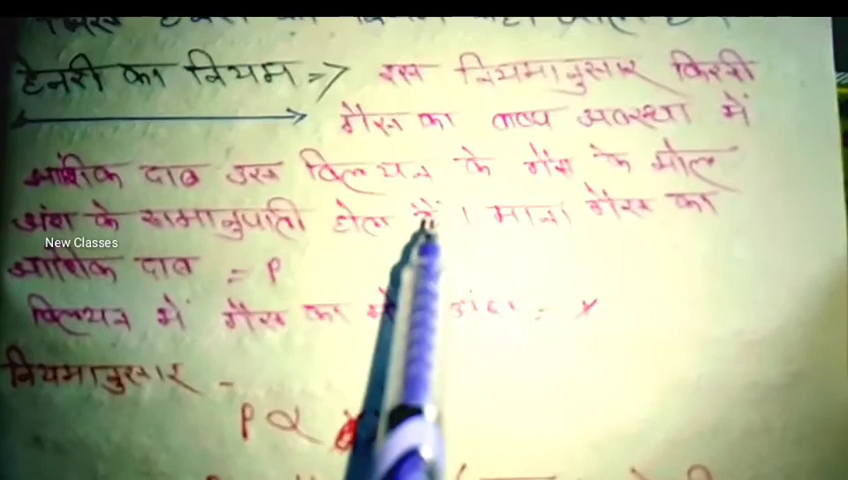 हेनरी का नियम => इस नियमानुसार किसी
गैस का वाष्प अवस्था में
आंशिक दाब उस विलयन के गैस के मोल
अंश के समानुपाती होता है। माना गैस का
New Classes
आंशिक दाब = P
विलयन में गैस का अंश = x
नियमानुसार -
P α